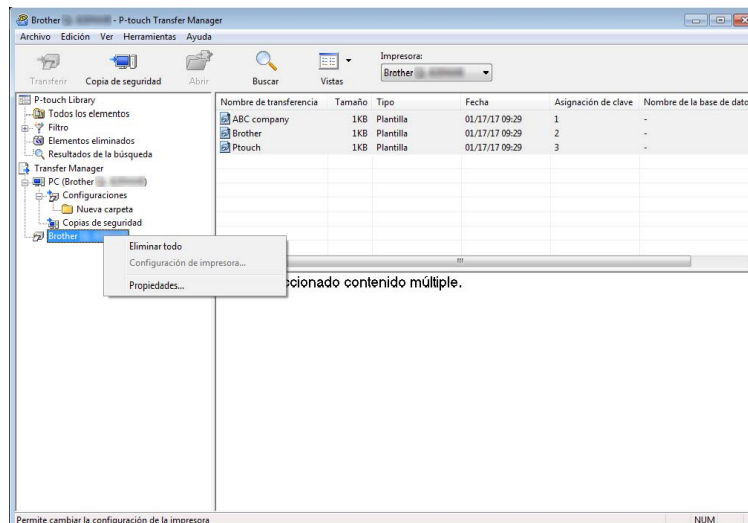 Brother - P-touch Transfer Manager
Archivo Edición Ver Herramientas Ayuda
Transferir Copia de seguridad Abrir Buscar Vistas
Impresora:
Brother
P-touch Library
Todos los elementos
Filtro
Elementos eliminados
Resultados de la búsqueda
Transfer Manager
PC (Brother )
Configuraciones
Nueva carpeta
Copias de seguridad
Brother
Nombre de transferencia Tamaño Tipo Fecha Asignación de clave Nombre de la base de dato
ABC company 1KB Plantilla 01/17/17 09:29 1 -
Brother 1KB Plantilla 01/17/17 09:29 2 -
Ptouch 1KB Plantilla 01/17/17 09:29 3 -
Eliminar todo
Configuración de impresora...
Propiedades...
ccionado contenido múltiple.
Permite cambiar la configuración de la impresora
NUM